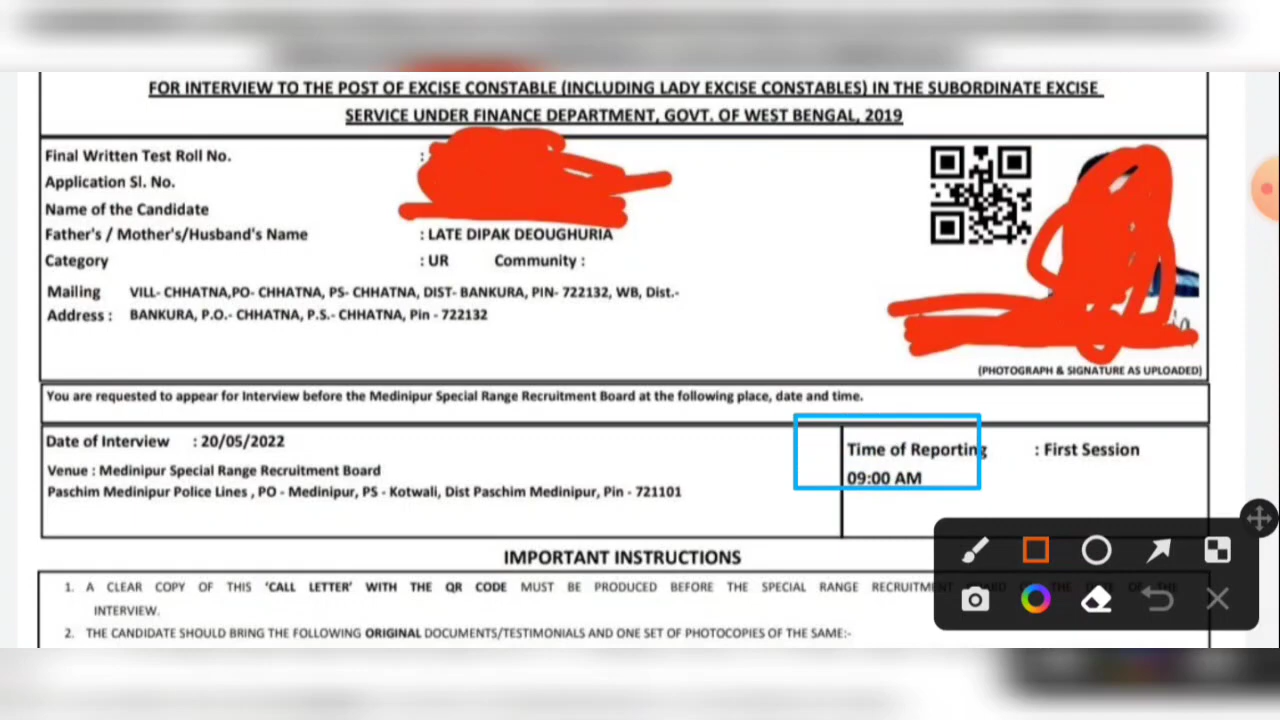 FOR INTERVIEW TO THE POST OF EXCISE CONSTABLE (INCLUDING LADY EXCISE CONSTABLES) IN THE SUBORDINATE EXCISE
SERVICE UNDER FINANCE DEPARTMENT, GOVT. OF WEST BENGAL, 2019
Final Written Test Roll No. :
Application Sl. No.
Name of the Candidate
Father's / Mother's/Husband's Name : LATE DIPAK DEOUGHURIA
Category : UR Community :
Mailing VILL- CHHATNA,PO- CHHATNA, PS- CHHATNA, DIST- BANKURA, PIN- 722132, WB, Dist.-
Address : BANKURA, P.O.- CHHATNA, P.S.- CHHATNA, Pin - 722132
(PHOTOGRAPH & SIGNATURE AS UPLOADED)
You are requested to appear for Interview before the Medinipur Special Range Recruitment Board at the following place, date and time.
Date of Interview : 20/05/2022
Venue : Medinipur Special Range Recruitment Board
Paschim Medinipur Police Lines , PO - Medinipur, PS - Kotwali, Dist Paschim Medinipur, Pin - 721101
Time of Reporting : First Session
09:00 AM
IMPORTANT INSTRUCTIONS
1. A CLEAR COPY OF THIS 'CALL LETTER' WITH THE QR CODE MUST BE PRODUCED BEFORE THE SPECIAL RANGE RECRUITMENT
INTERVIEW.
2. THE CANDIDATE SHOULD BRING THE FOLLOWING ORIGINAL DOCUMENTS/TESTIMONIALS AND ONE SET OF PHOTOCOPIES OF THE SAME:-